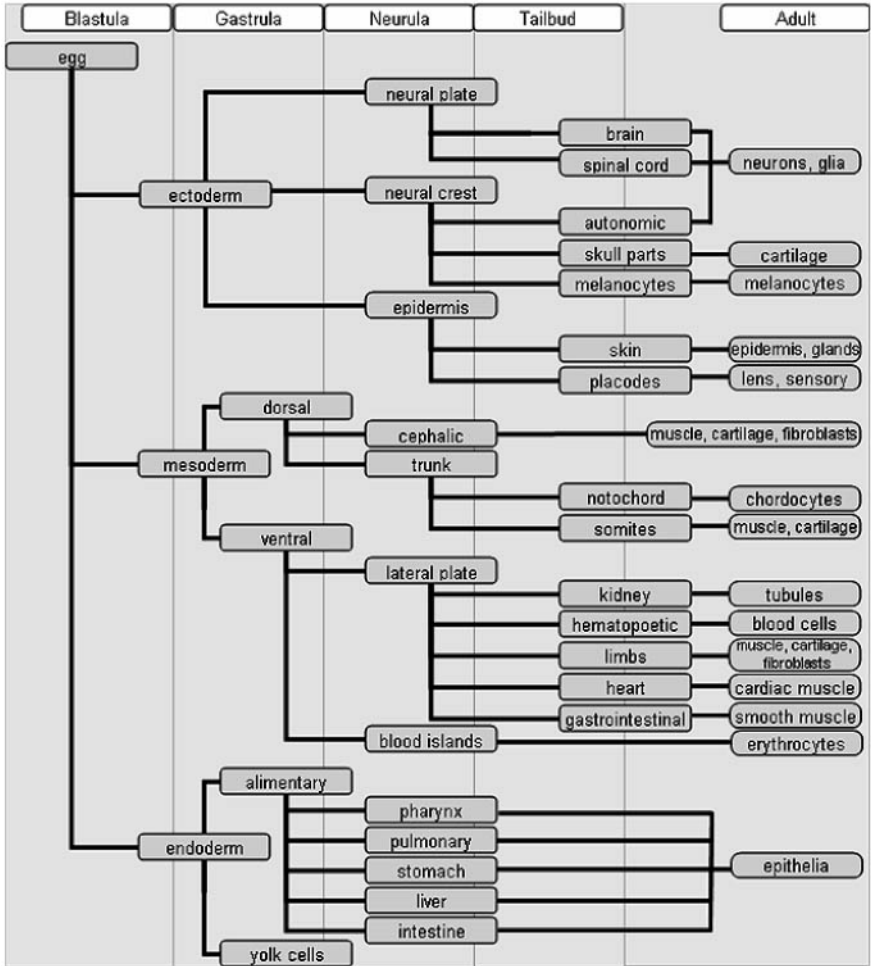 Blastula Gastrula Neurula Tailbud Adult
egg
neural plate
brain
spinal cord neurons, glia
ectoderm neural crest
autonomic
skull parts cartilage
melanocytes melanocytes
epidermis
skin epidermis, glands
placodes lens, sensory
dorsal
cephalic muscle, cartilage, fibroblasts
mesoderm trunk
notochord chordocytes
somites muscle, cartilage
ventral
lateral plate
kidney tubules
hematopoetic blood cells
limbs muscle, cartilage,
fibroblasts
heart cardiac muscle
gastrointestinal smooth muscle
blood islands erythrocytes
alimentary
pharynx
endoderm pulmonary
stomach epithelia
liver
intestine
yolk cells